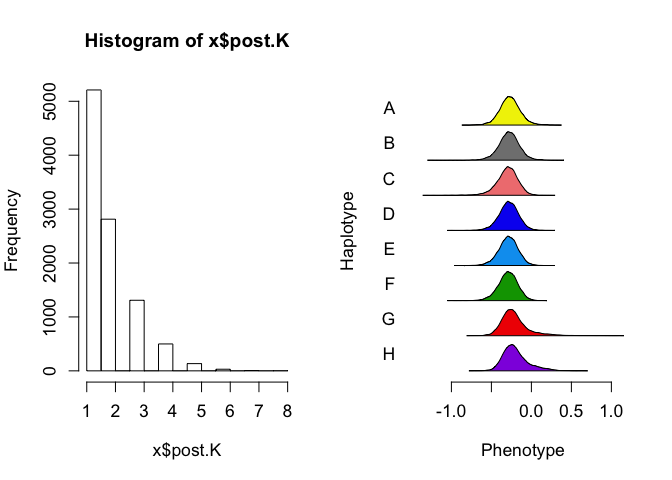 Histogram of x$post.K
Frequency
0
1000
2000
3000
4000
5000
1 2 3 4 5 6 7 8
x$post.K
Haplotype
A
B
C
D
E
F
G
H
-1.0 0.0 0.5 1.0
Phenotype